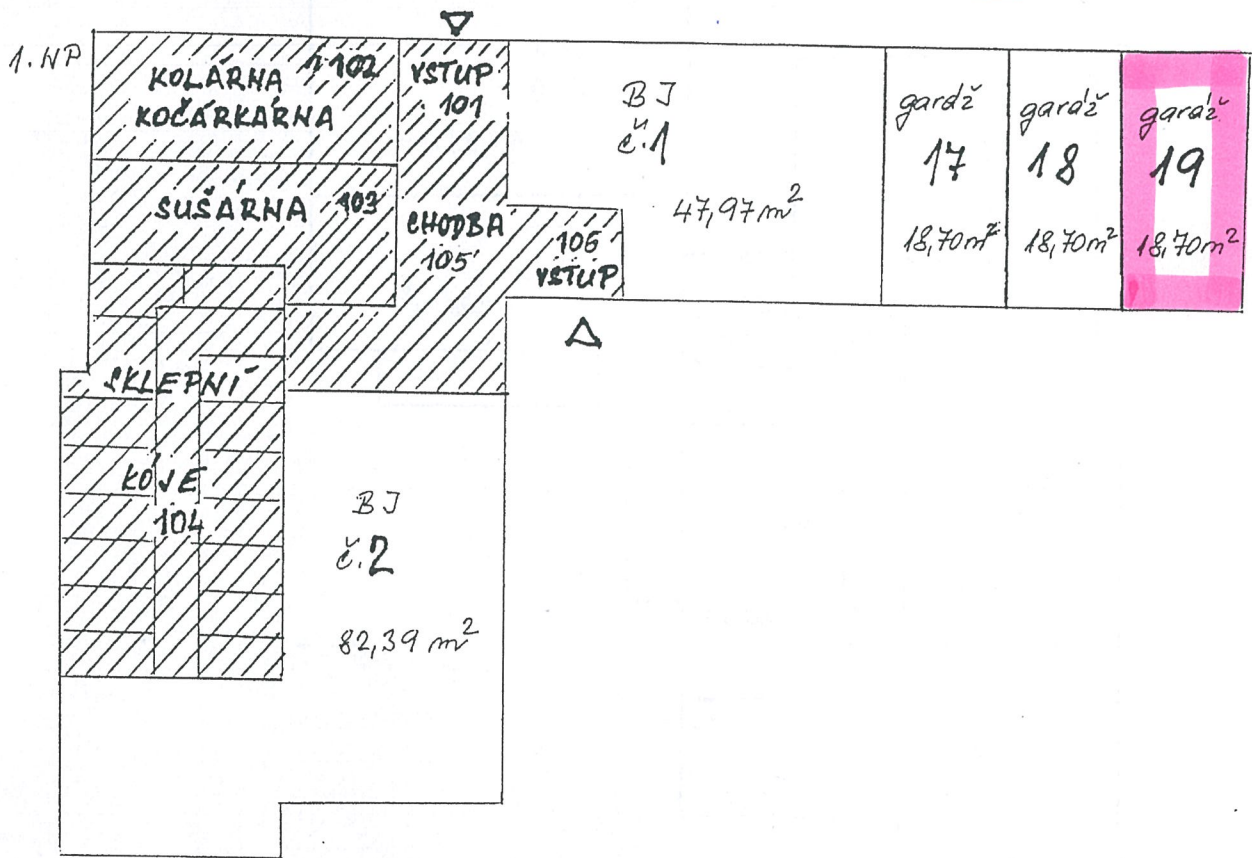 1. NP
KOLÁRNA 102
KOČÁRKÁRNA
VSTUP
101
SUŠÁRNA 103
CHODBA
105
106
VSTUP
SKLEPNÍ
KÓJE
104
BJ
č.1
47,97 m²
garáž
17
18,70 m²
garáž
18
18,70 m²
garáž
19
18,70 m²
BJ
č.2
82,39 m²